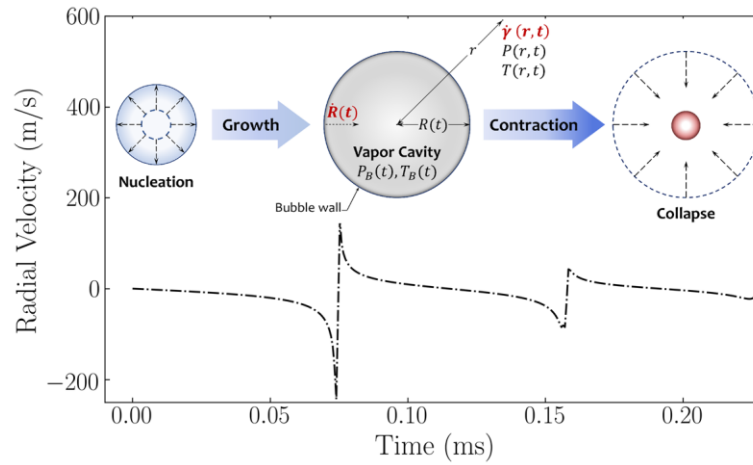 600
400
200
0
−200
Radial Velocity (m/s)
Nucleation
Growth
Ṙ(t)
R(t)
Vapor Cavity
P_B(t), T_B(t)
Bubble wall
r
γ̇ (r, t)
P(r, t)
T(r, t)
Contraction
Collapse
0.00 0.05 0.10 0.15 0.20
Time (ms)